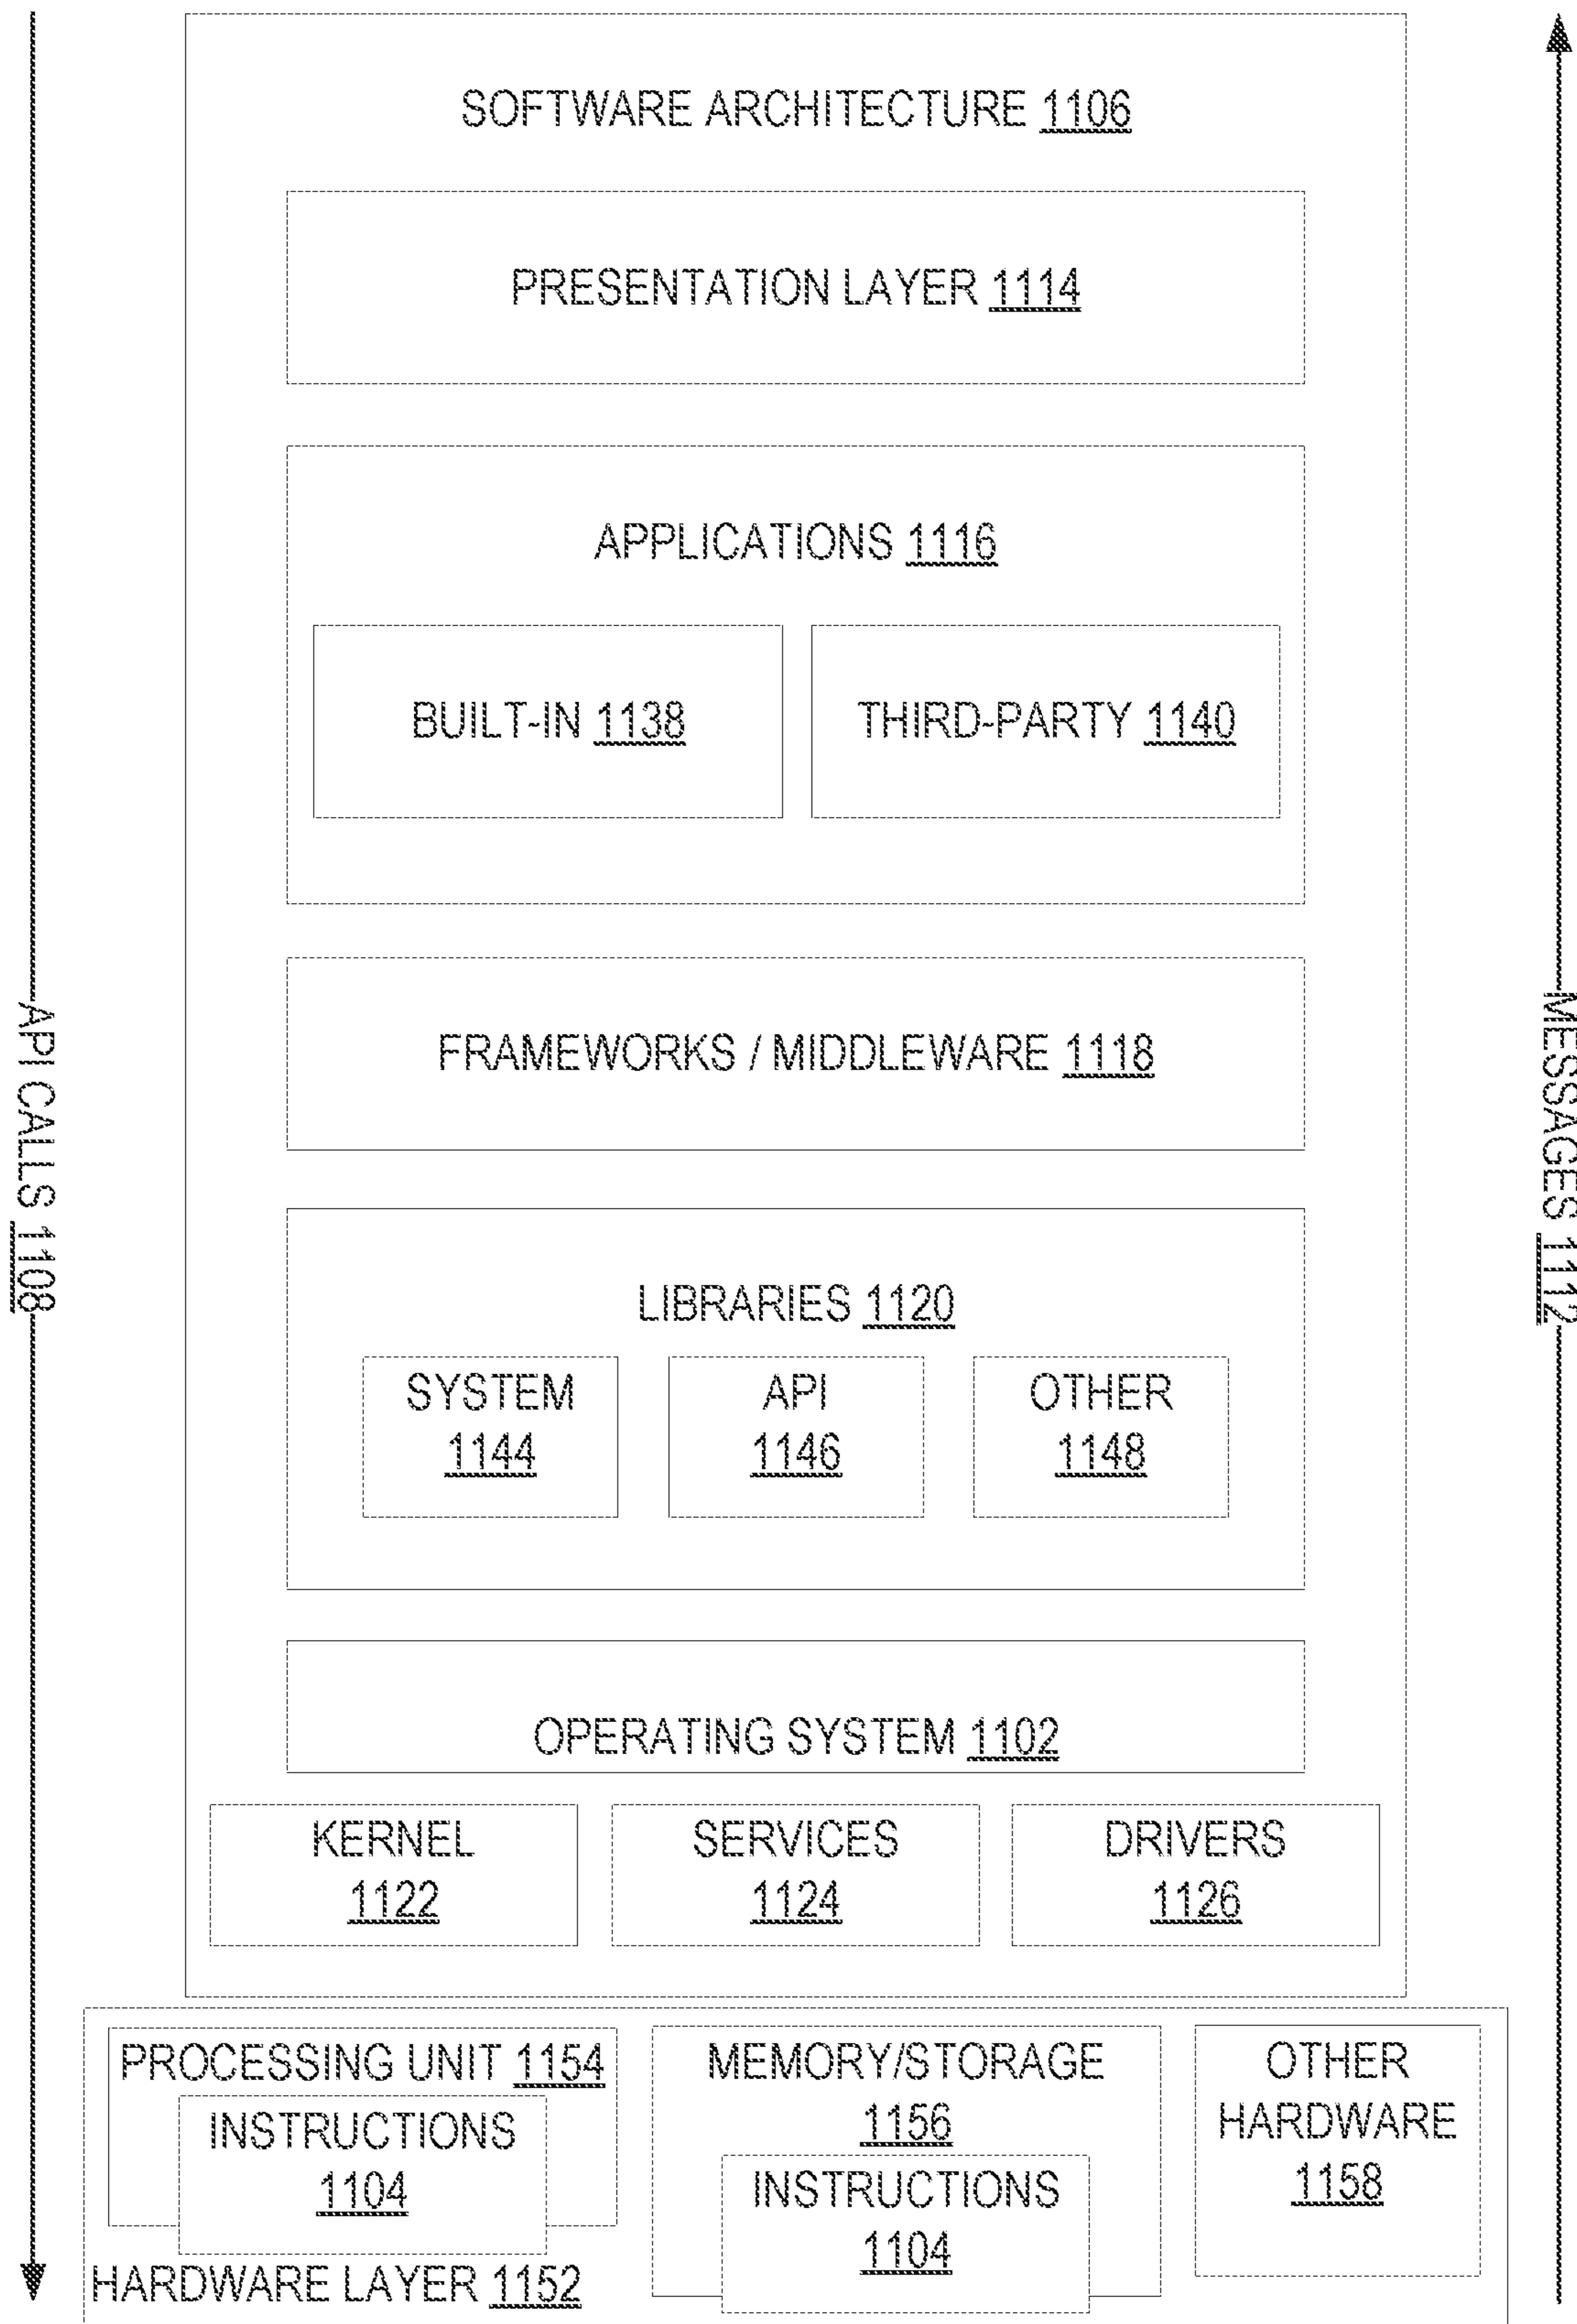 SOFTWARE ARCHITECTURE 1106
PRESENTATION LAYER 1114
APPLICATIONS 1116
BUILT-IN 1138
THIRD-PARTY 1140
FRAMEWORKS / MIDDLEWARE 1118
API CALLS 1108
MESSAGES 1112
LIBRARIES 1120
SYSTEM
1144
API
1146
OTHER
1148
OPERATING SYSTEM 1102
KERNEL
1122
SERVICES
1124
DRIVERS
1126
PROCESSING UNIT 1154
INSTRUCTIONS
1104
MEMORY/STORAGE
1156
INSTRUCTIONS
1104
OTHER
HARDWARE
1158
HARDWARE LAYER 1152